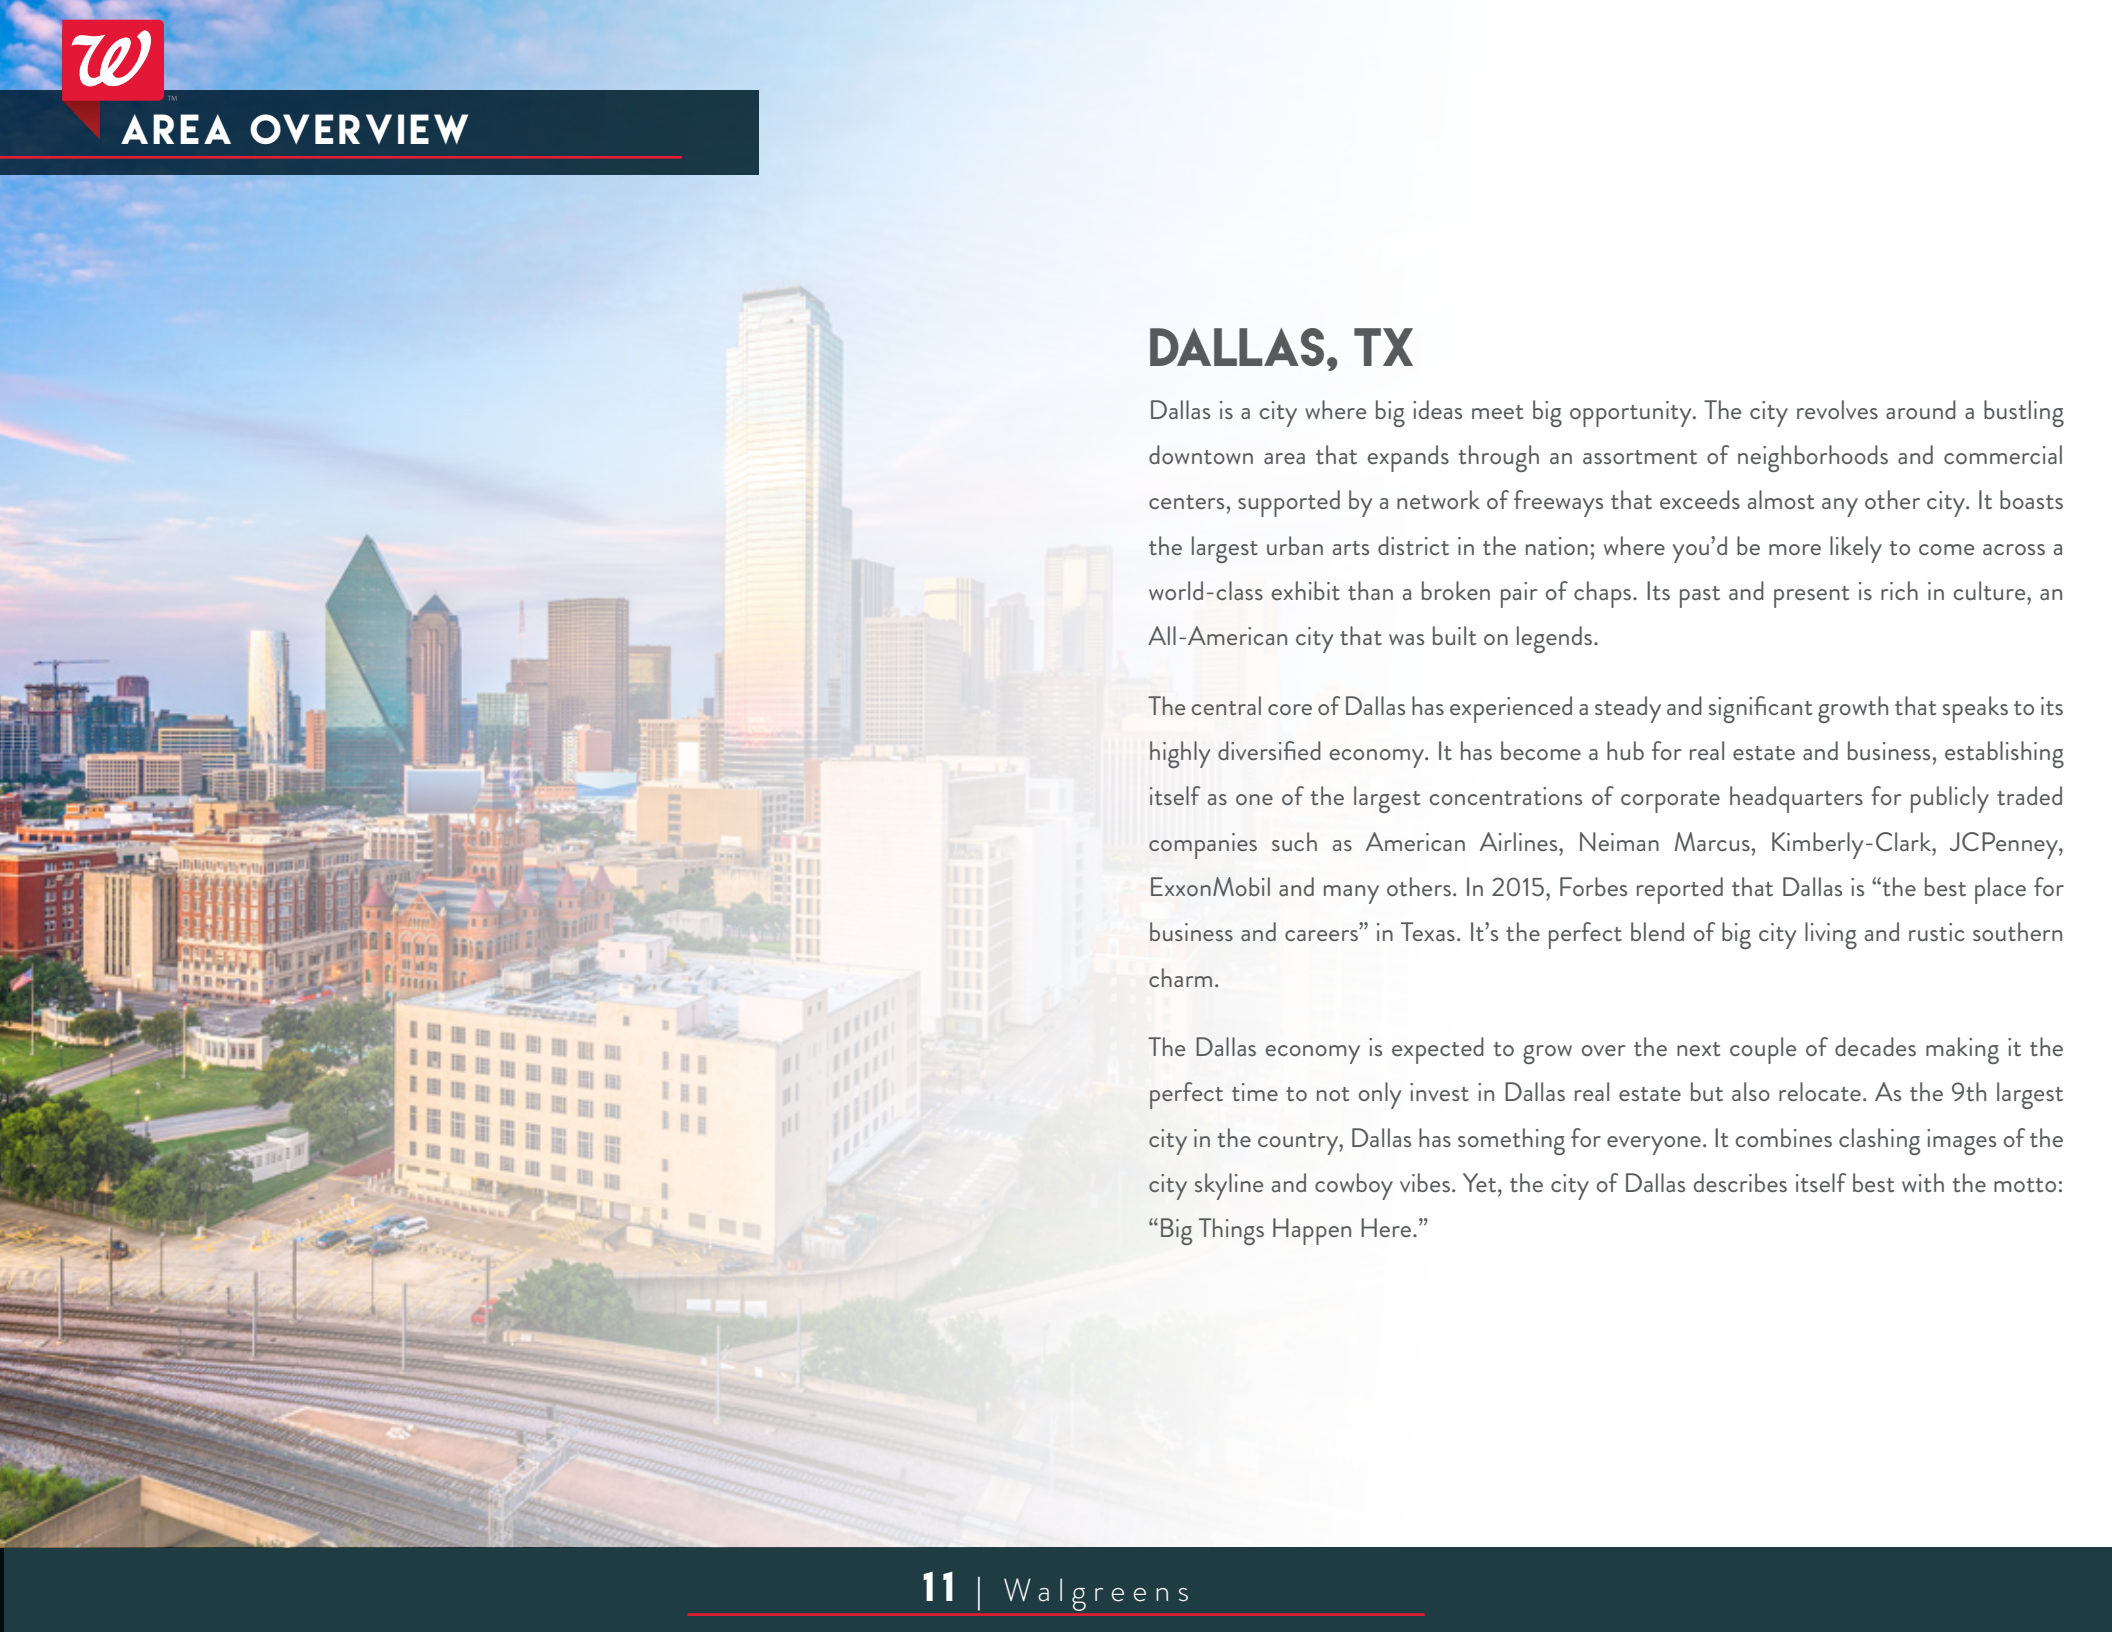 W
TM
AREA OVERVIEW
DALLAS, TX
Dallas is a city where big ideas meet big opportunity. The city revolves around a bustling
downtown area that expands through an assortment of neighborhoods and commercial
centers, supported by a network of freeways that exceeds almost any other city. It boasts
the largest urban arts district in the nation; where you’d be more likely to come across a
world-class exhibit than a broken pair of chaps. Its past and present is rich in culture, an
All-American city that was built on legends.
The central core of Dallas has experienced a steady and significant growth that speaks to its
highly diversified economy. It has become a hub for real estate and business, establishing
itself as one of the largest concentrations of corporate headquarters for publicly traded
companies such as American Airlines, Neiman Marcus, Kimberly-Clark, JCPenney,
ExxonMobil and many others. In 2015, Forbes reported that Dallas is “the best place for
business and careers” in Texas. It’s the perfect blend of big city living and rustic southern
charm.
The Dallas economy is expected to grow over the next couple of decades making it the
perfect time to not only invest in Dallas real estate but also relocate. As the 9th largest
city in the country, Dallas has something for everyone. It combines clashing images of the
city skyline and cowboy vibes. Yet, the city of Dallas describes itself best with the motto:
“Big Things Happen Here.”
11 | Walgreens